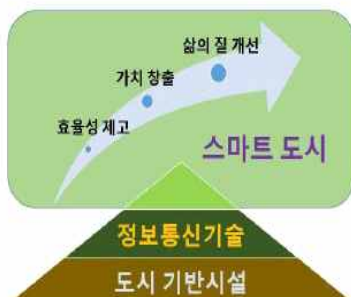 삶의 질 개선
가치 창출
효율성 제고
스마트 도시
정보통신기술
도시 기반시설